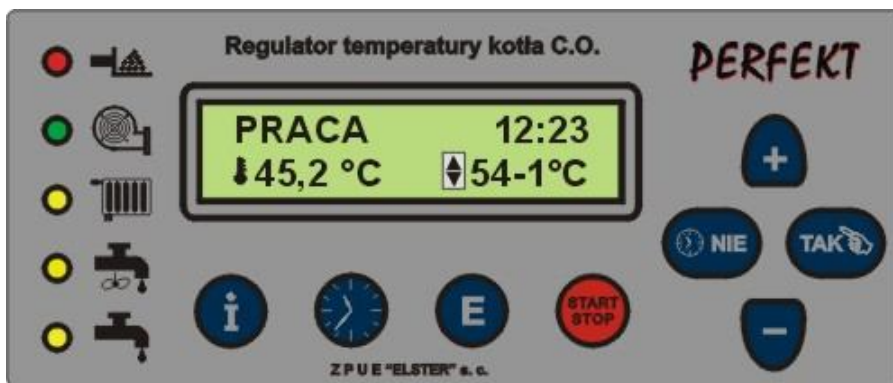 Regulator temperatury kotła C.O.
PERFEKT
PRACA 12:23
45,2 °C 54-1°C
+
NIE
TAK
i
E
START
STOP
−
Z P U E "ELSTER" s. c.